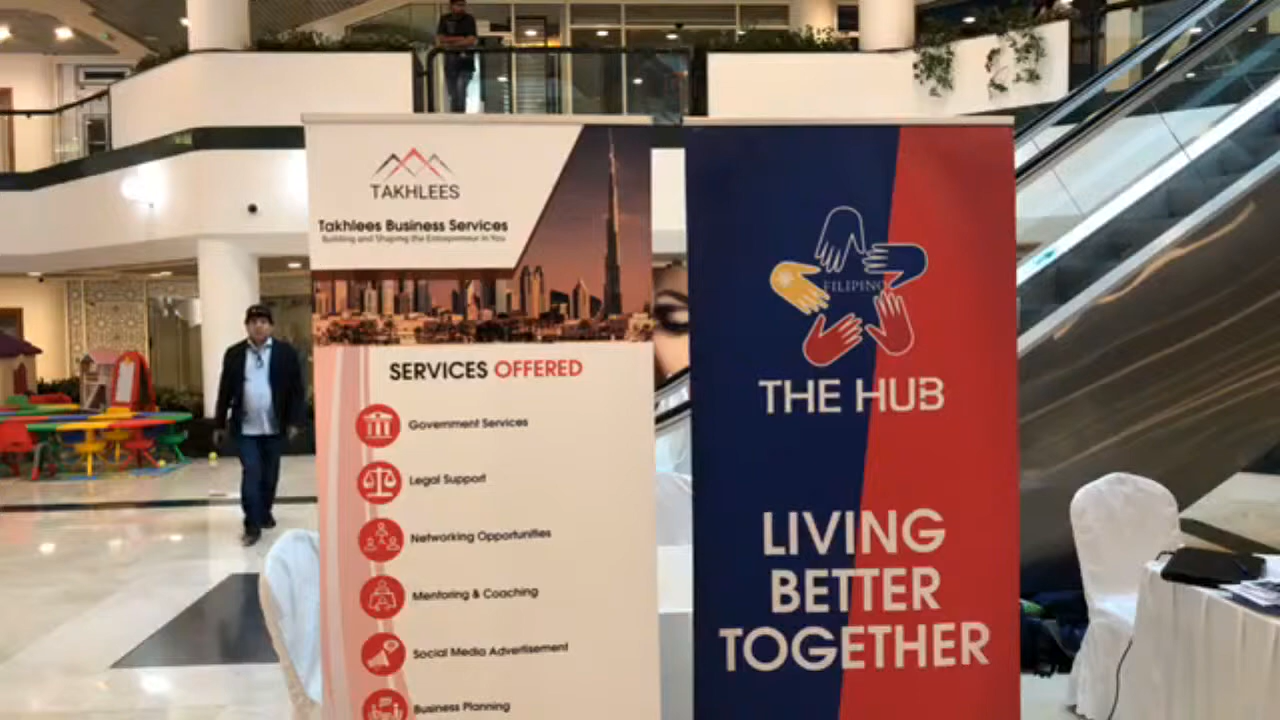 TAKHLEES
Takhlees Business Services
Building and Shaping the Entrepreneur in You
SERVICES OFFERED
Government Services
Legal Support
Networking Opportunities
Mentoring & Coaching
Social Media Advertisement
Business Planning
FILIPINO
THE HUB
LIVING
BETTER
TOGETHER